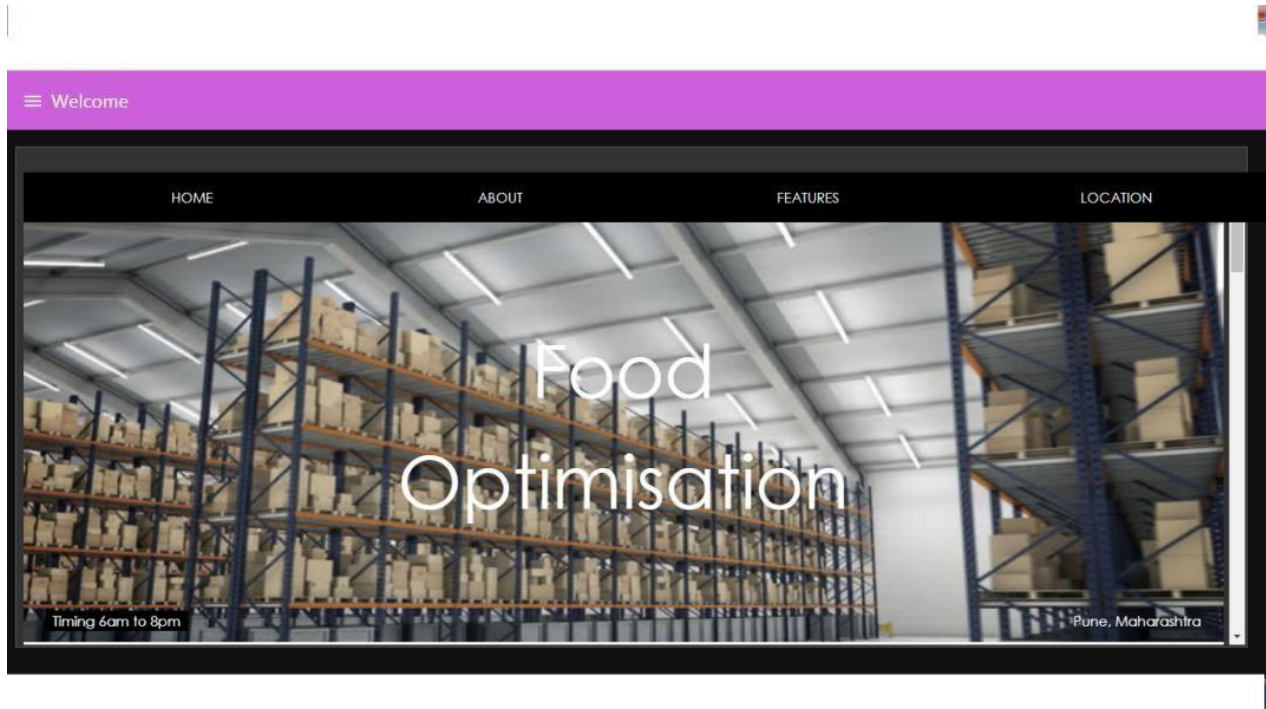 Welcome
HOME ABOUT FEATURES LOCATION
Food
Optimisation
Timing 6am to 8pm Pune, Maharashtra